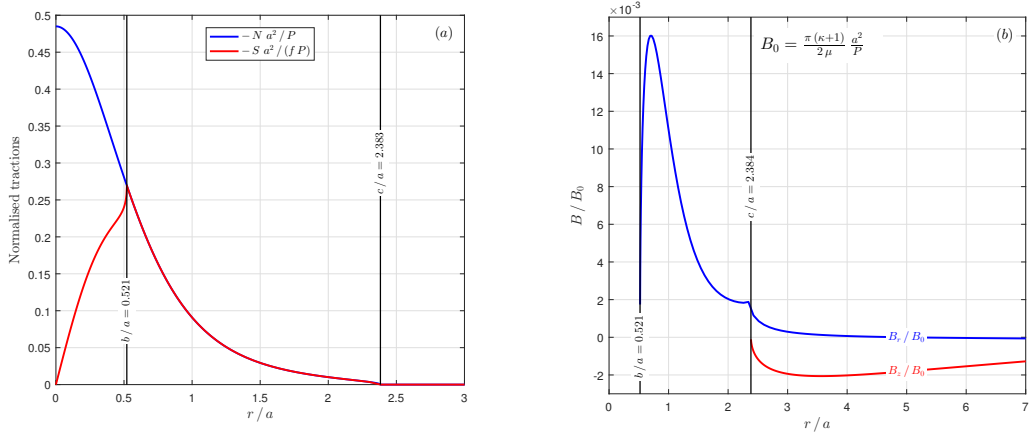 (a)
− N a²/P
− S a²/(f P)
0.5
0.45
0.4
0.35
0.3
0.25
0.2
0.15
0.1
0.05
0
Normalised tractions
b/a = 0.521
c/a = 2.383
0 0.5 1 1.5 2 2.5 3
r/a
×10⁻³
(b)
B₀ = π (κ+1) / 2 μ a² / P
16
14
12
10
8
6
4
2
0
-2
B / B₀
b/a = 0.521
c/a = 2.384
B_r / B₀
B_z / B₀
0 1 2 3 4 5 6 7
r/a